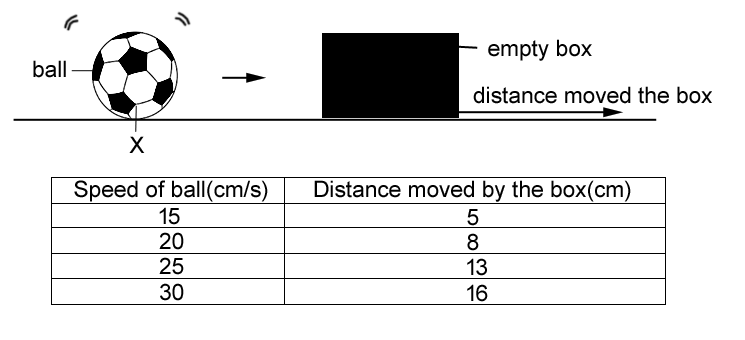 ball
empty box
distance moved the box
X
Speed of ball(cm/s) Distance moved by the box(cm)
15 5
20 8
25 13
30 16